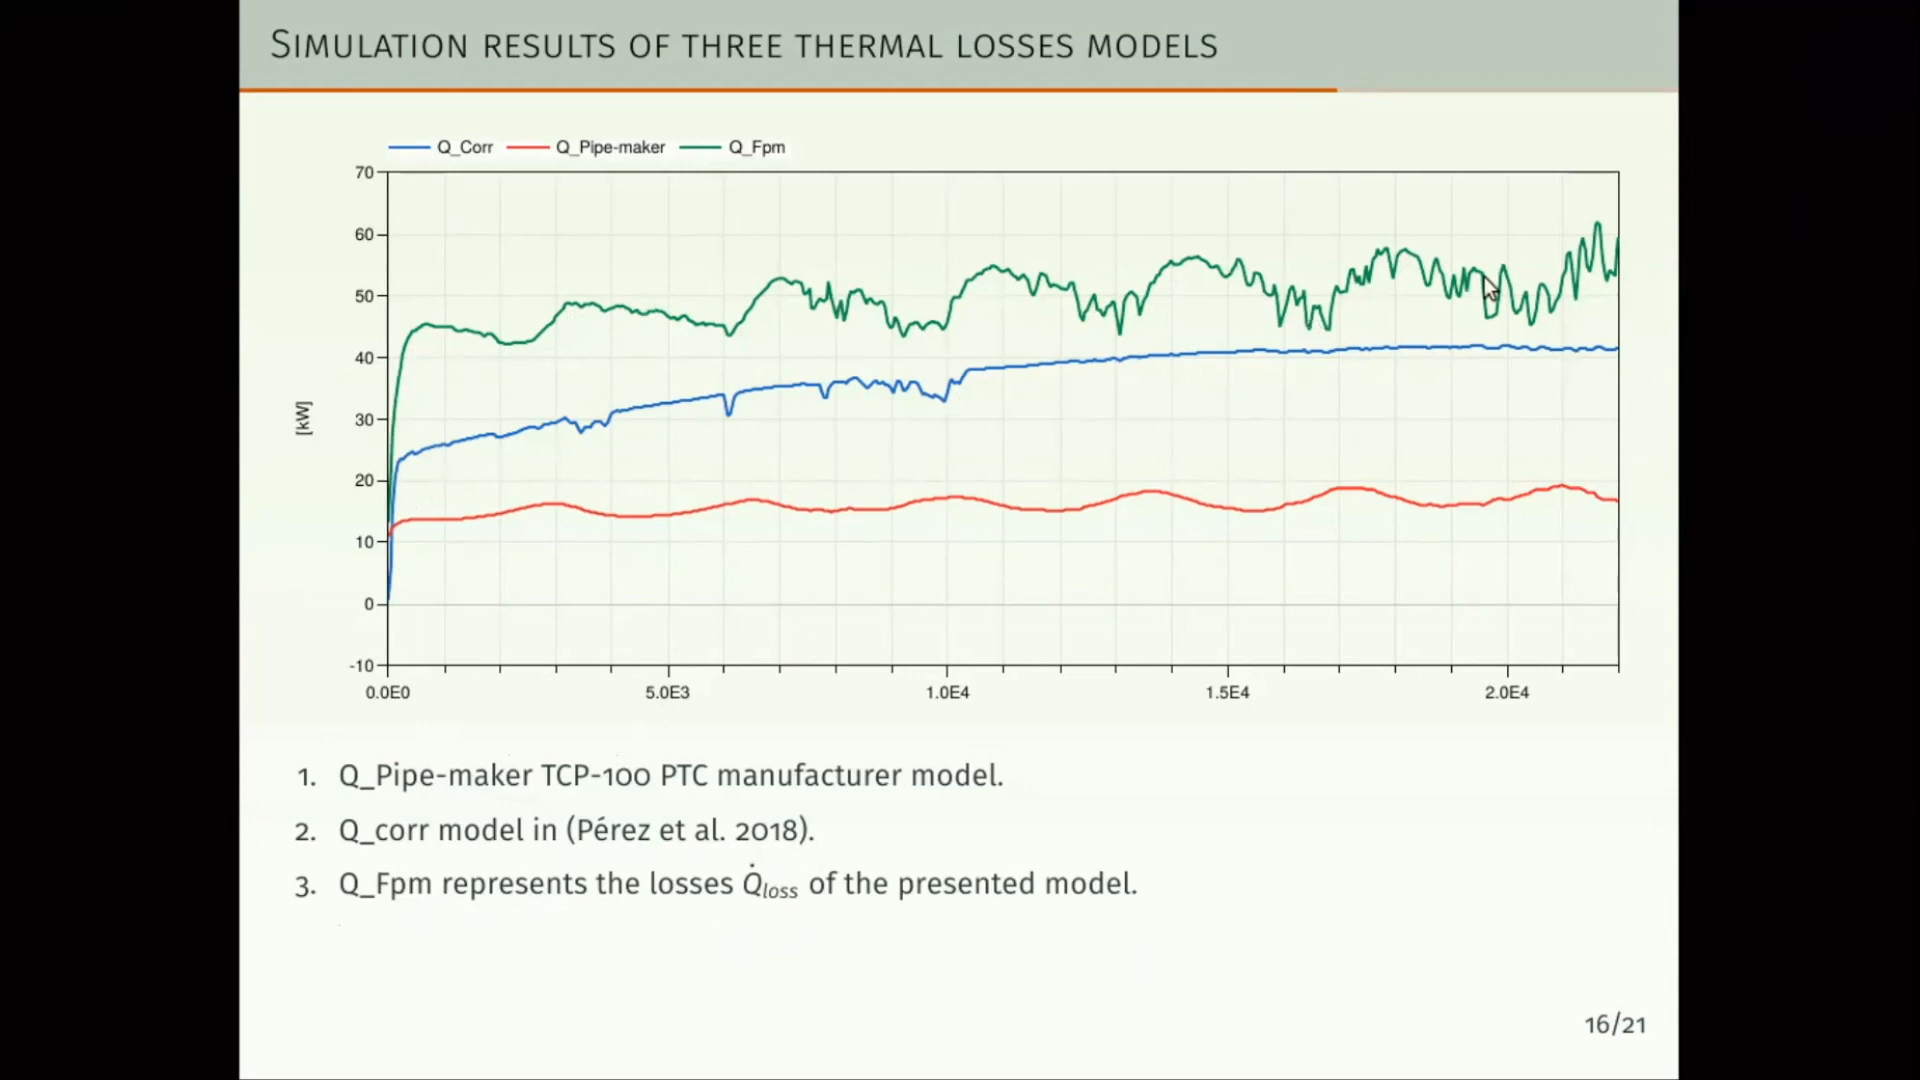 SIMULATION RESULTS OF THREE THERMAL LOSSES MODELS
Q_Corr Q_Pipe-maker Q_Fpm
70
60
50
40
30
20
10
0
-10
[kW]
0.0E0 5.0E3 1.0E4 1.5E4 2.0E4
1. Q_Pipe-maker TCP-100 PTC manufacturer model.
2. Q_corr model in (Pérez et al. 2018).
3. Q_Fpm represents the losses Q̇loss of the presented model.
16/21